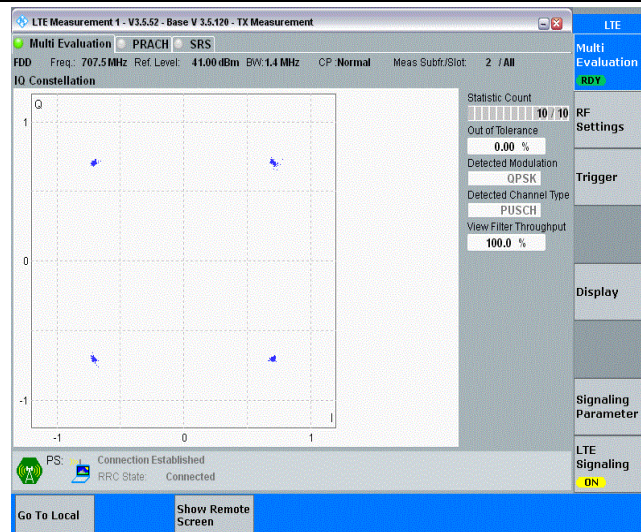 LTE Measurement 1 - V3.5.52 - Base V 3.5.120 - TX Measurement
LTE
Multi Evaluation PRACH SRS
Multi
Evaluation
RDY
FDD Freq.: 707.5 MHz Ref. Level: 41.00 dBm BW: 1.4 MHz CP :Normal Meas Subfr./Slot: 2 / All
IQ Constellation
Q
1
0
-1
-1 0 1
I
Statistic Count
10 / 10
Out of Tolerance
0.00 %
Detected Modulation
QPSK
Detected Channel Type
PUSCH
View Filter Throughput
100.0 %
RF
Settings
Trigger
Display
Signaling
Parameter
LTE
Signaling
ON
PS: Connection Established
RRC State: Connected
Go To Local
Show Remote
Screen